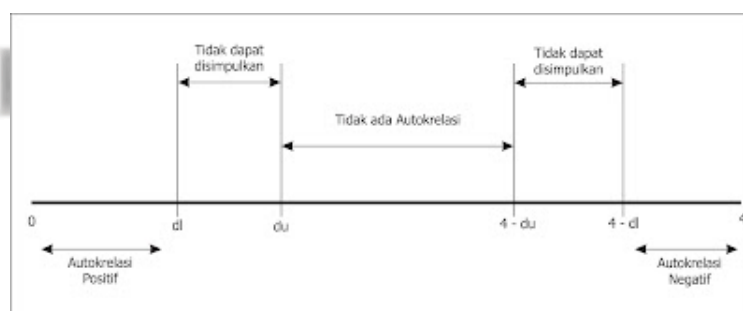 Tidak dapat
disimpulkan
Tidak dapat
disimpulkan
Tidak ada Autokrelasi
0
dl
du
4 - du
4 - dl
4
Autokrelasi
Positif
Autokrelasi
Negatif